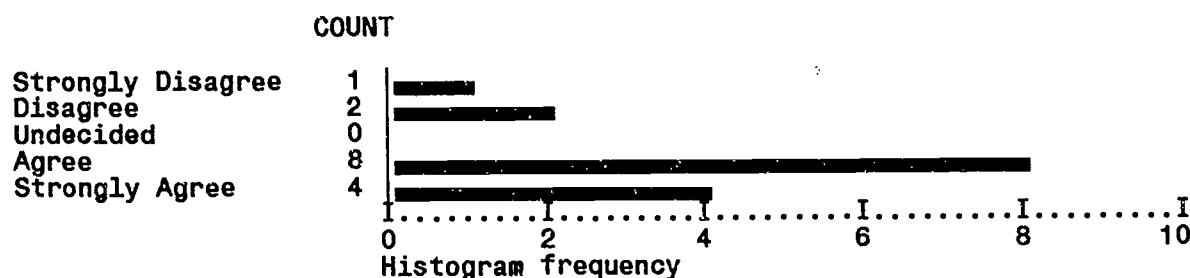 COUNT
Strongly Disagree 1
Disagree 2
Undecided 0
Agree 8
Strongly Agree 4
I.........I.........I.........I.........I.........I
0 2 4 6 8 10
Histogram frequency